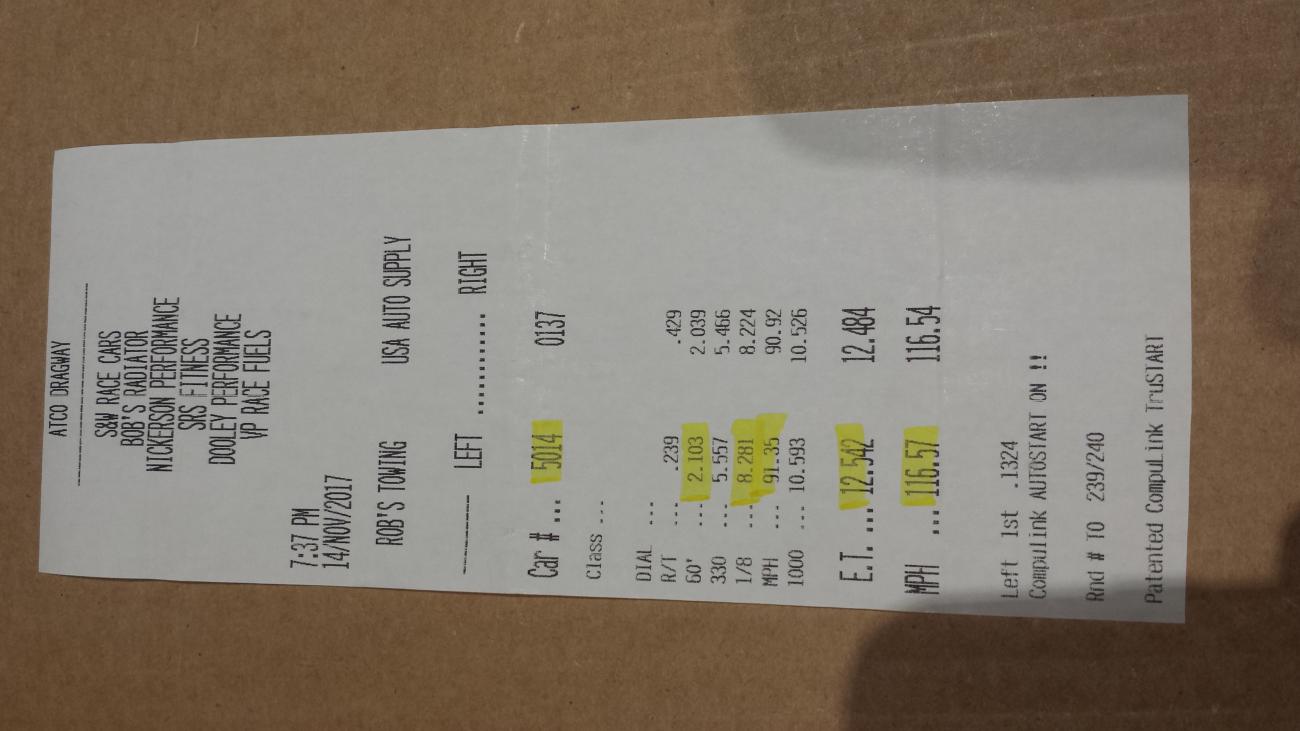 ATCO DRAGWAY
----------------------
S&W RACE CARS
BOB'S RADIATOR
NICKERSON PERFORMANCE
SRS FITNESS
DOOLEY PERFORMANCE
VP RACE FUELS
7:37 PM
14/NOV/2017
ROB'S TOWING USA AUTO SUPPLY
-------- LEFT ........... RIGHT
Car # ... 5014 0137
Class ...
DIAL ...
R/T ... .239 .429
60' ... 2.103 2.039
330 ... 5.557 5.466
1/8 ... 8.281 8.224
MPH ... 91.35 90.92
1000 ... 10.593 10.526
E.T. ... 12.542 12.484
MPH ... 116.57 116.54
Left 1st .1324
CompuLink AUTOSTART ON !!
Rnd # TO 239/240
Patented CompuLink TruSTART